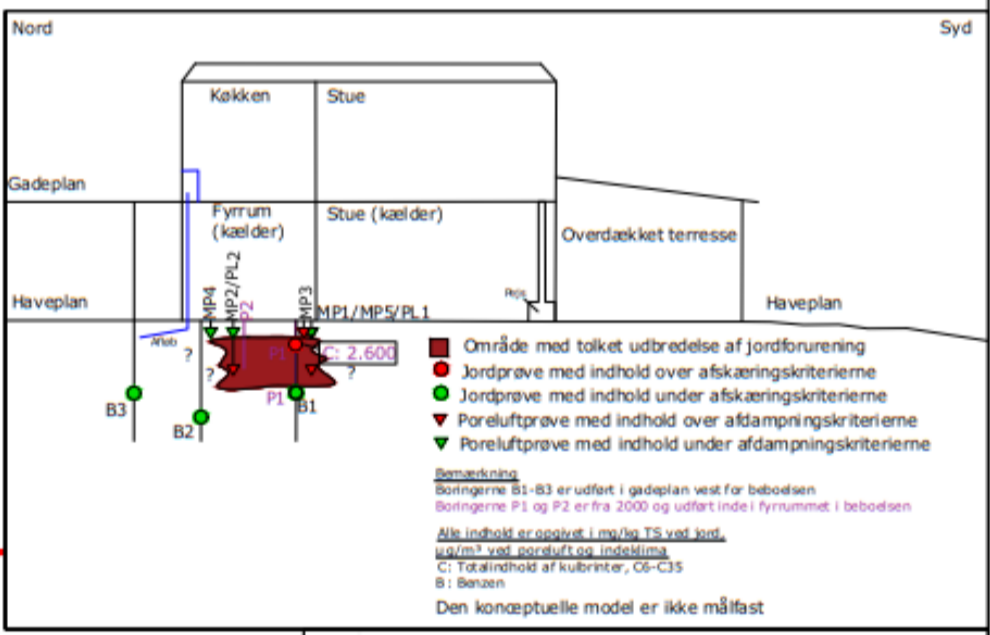 Nord
Syd
Køkken
Stue
Gadeplan
Fyrrum
(kælder)
Stue (kælder)
Overdækket terresse
MP4
MP2/PL2
P2
MP3
MP1/MP5/PL1
Haveplan
Haveplan
Afløb
?
?
P1
C: 2.600
?
P1
B1
B3
B2
Område med tolket udbredelse af jordforurening
Jordprøve med indhold over afskæringskriterierne
Jordprøve med indhold under afskæringskriterierne
Poreluftprøve med indhold over afdampningskriterierne
Poreluftprøve med indhold under afdampningskriterierne
Bemærkning
Boringerne B1-B3 er udført i gadeplan vest for beboelsen
Boringerne P1 og P2 er fra 2000 og udført inde i fyrrummet i beboelsen
Alle indhold er opgivet i mg/kg TS ved jord,
µg/m³ ved poreluft og indeklima
C: Totalindhold af kulbrinter, C6-C35
B: Benzen
Den konceptuelle model er ikke målfast